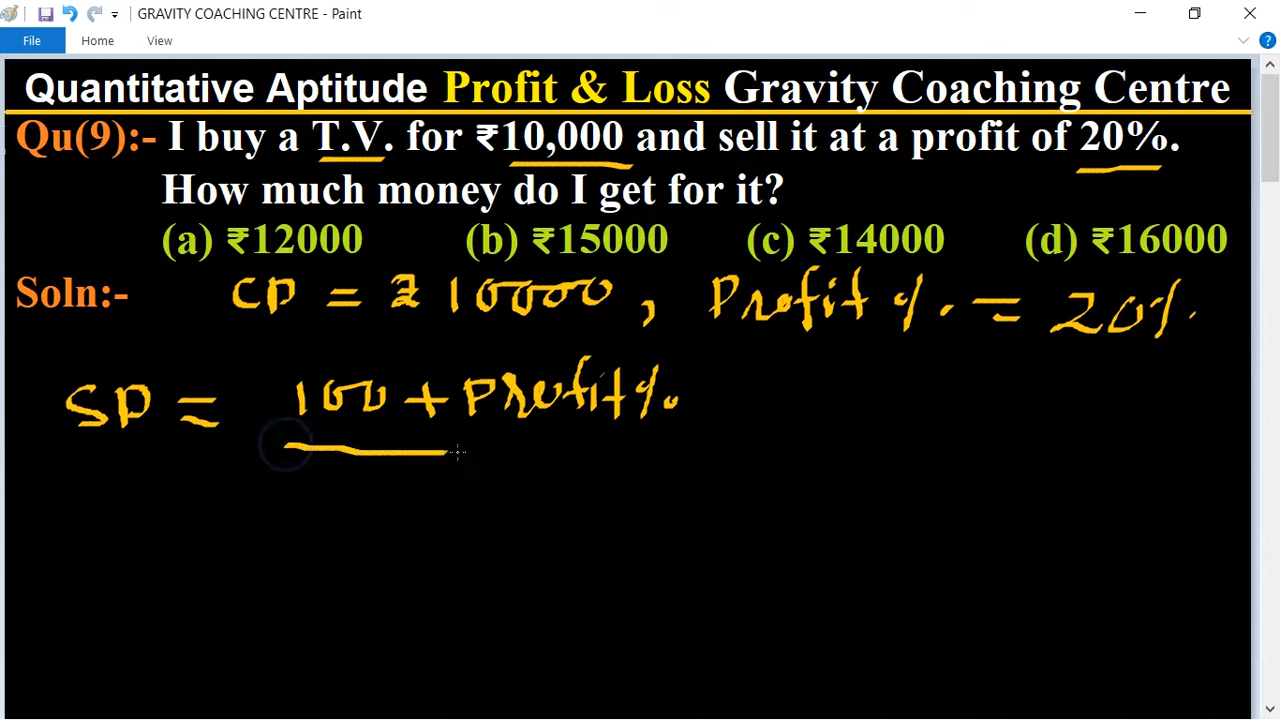 GRAVITY COACHING CENTRE - Paint
File Home View
Quantitative Aptitude Profit & Loss Gravity Coaching Centre
Qu(9):- I buy a T.V. for ₹10,000 and sell it at a profit of 20%.
How much money do I get for it?
(a) ₹12000 (b) ₹15000 (c) ₹14000 (d) ₹16000
Soln:- CP = ₹ 10000, Profit %. = 20%.
SP = 100 + Profit %.